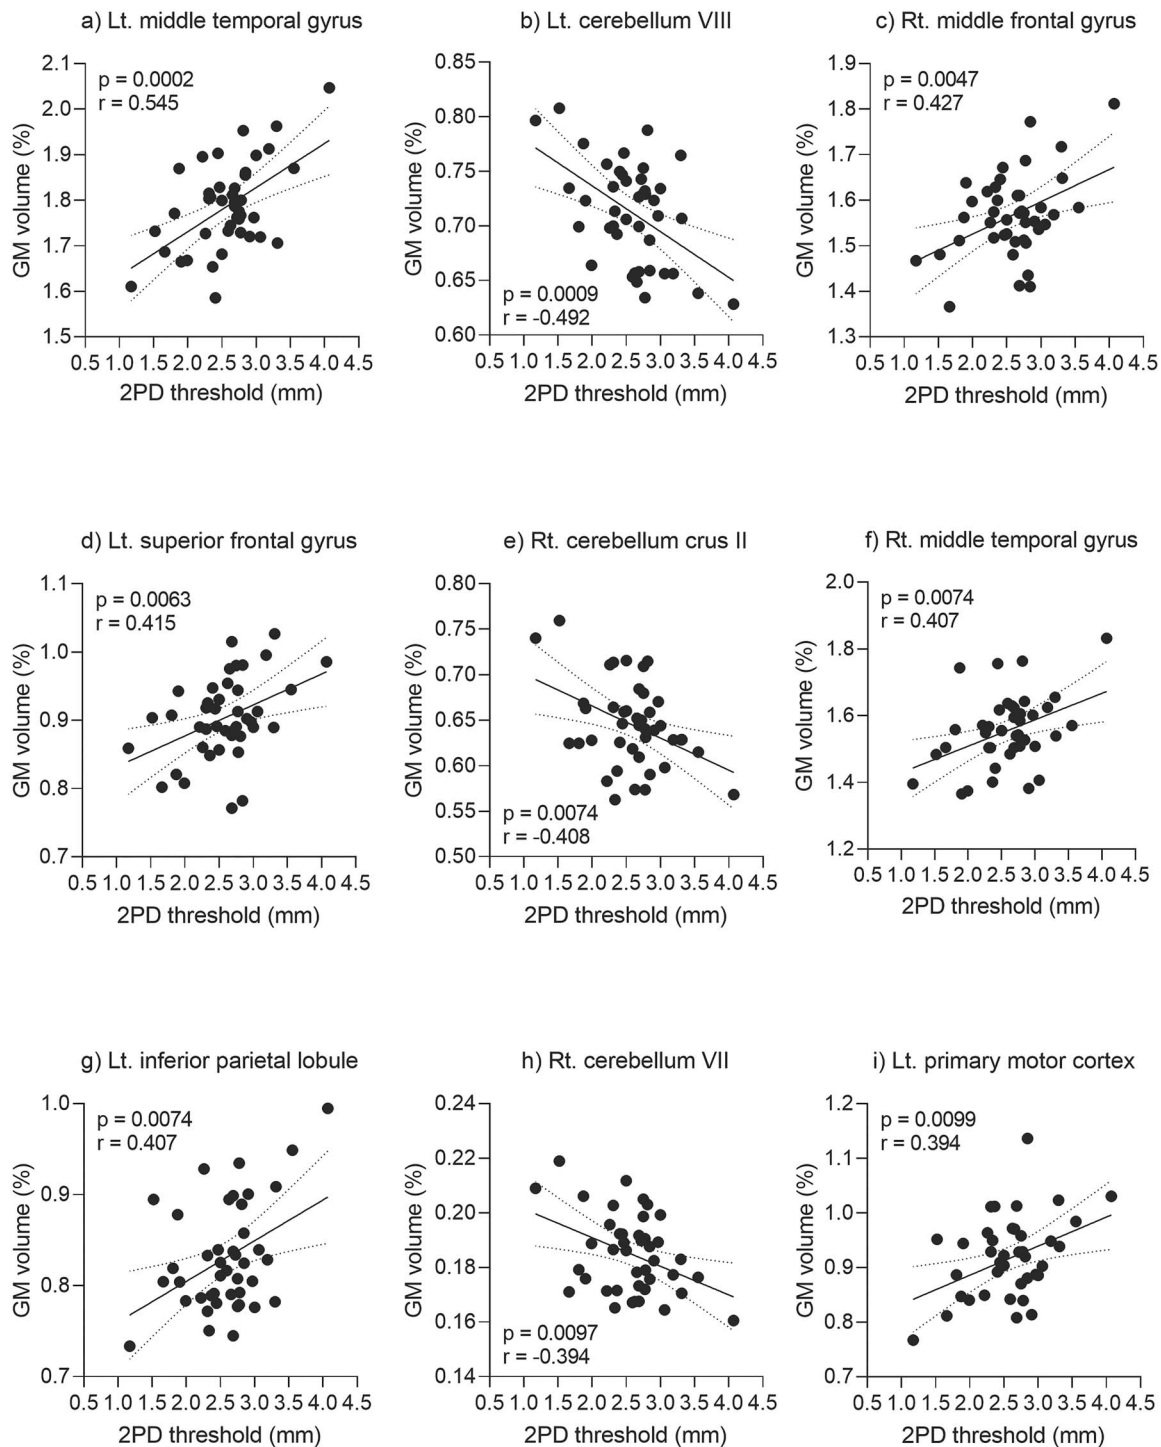 a) Lt. middle temporal gyrus
p = 0.0002
r = 0.545
GM volume (%)
2.1
2.0
1.9
1.8
1.7
1.6
1.5
0.5 1.0 1.5 2.0 2.5 3.0 3.5 4.0 4.5
2PD threshold (mm)
b) Lt. cerebellum VIII
GM volume (%)
0.85
0.80
0.75
0.70
0.65
0.60
p = 0.0009
r = -0.492
0.5 1.0 1.5 2.0 2.5 3.0 3.5 4.0 4.5
2PD threshold (mm)
c) Rt. middle frontal gyrus
p = 0.0047
r = 0.427
GM volume (%)
1.9
1.8
1.7
1.6
1.5
1.4
1.3
0.5 1.0 1.5 2.0 2.5 3.0 3.5 4.0 4.5
2PD threshold (mm)
d) Lt. superior frontal gyrus
p = 0.0063
r = 0.415
GM volume (%)
1.1
1.0
0.9
0.8
0.7
0.5 1.0 1.5 2.0 2.5 3.0 3.5 4.0 4.5
2PD threshold (mm)
e) Rt. cerebellum crus II
GM volume (%)
0.80
0.75
0.70
0.65
0.60
0.55
0.50
p = 0.0074
r = -0.408
0.5 1.0 1.5 2.0 2.5 3.0 3.5 4.0 4.5
2PD threshold (mm)
f) Rt. middle temporal gyrus
p = 0.0074
r = 0.407
GM volume (%)
2.0
1.8
1.6
1.4
1.2
0.5 1.0 1.5 2.0 2.5 3.0 3.5 4.0 4.5
2PD threshold (mm)
g) Lt. inferior parietal lobule
p = 0.0074
r = 0.407
GM volume (%)
1.0
0.9
0.8
0.7
0.5 1.0 1.5 2.0 2.5 3.0 3.5 4.0 4.5
2PD threshold (mm)
h) Rt. cerebellum VII
GM volume (%)
0.24
0.22
0.20
0.18
0.16
0.14
p = 0.0097
r = -0.394
0.5 1.0 1.5 2.0 2.5 3.0 3.5 4.0 4.5
2PD threshold (mm)
i) Lt. primary motor cortex
p = 0.0099
r = 0.394
GM volume (%)
1.2
1.1
1.0
0.9
0.8
0.7
0.5 1.0 1.5 2.0 2.5 3.0 3.5 4.0 4.5
2PD threshold (mm)